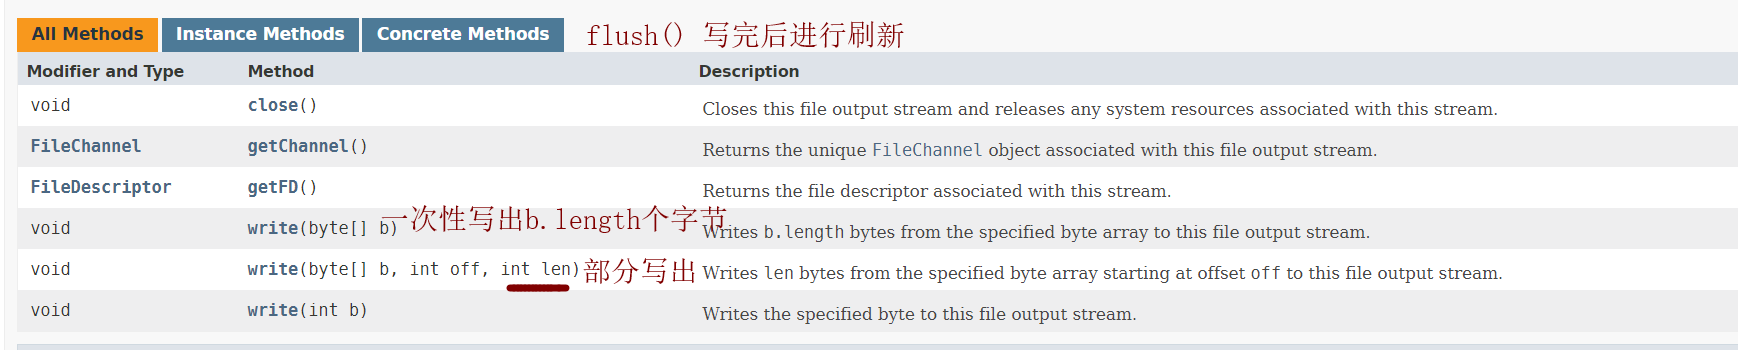 All Methods Instance Methods Concrete Methods flush() 写完后进行刷新
Modifier and Type Method Description
void close() Closes this file output stream and releases any system resources associated with this stream.
FileChannel getChannel() Returns the unique FileChannel object associated with this file output stream.
FileDescriptor getFD() Returns the file descriptor associated with this stream.
一次性写出b.length个字节
void write(byte[] b) Writes b.length bytes from the specified byte array to this file output stream.
void write(byte[] b, int off, int len) 部分写出 Writes len bytes from the specified byte array starting at offset off to this file output stream.
void write(int b) Writes the specified byte to this file output stream.